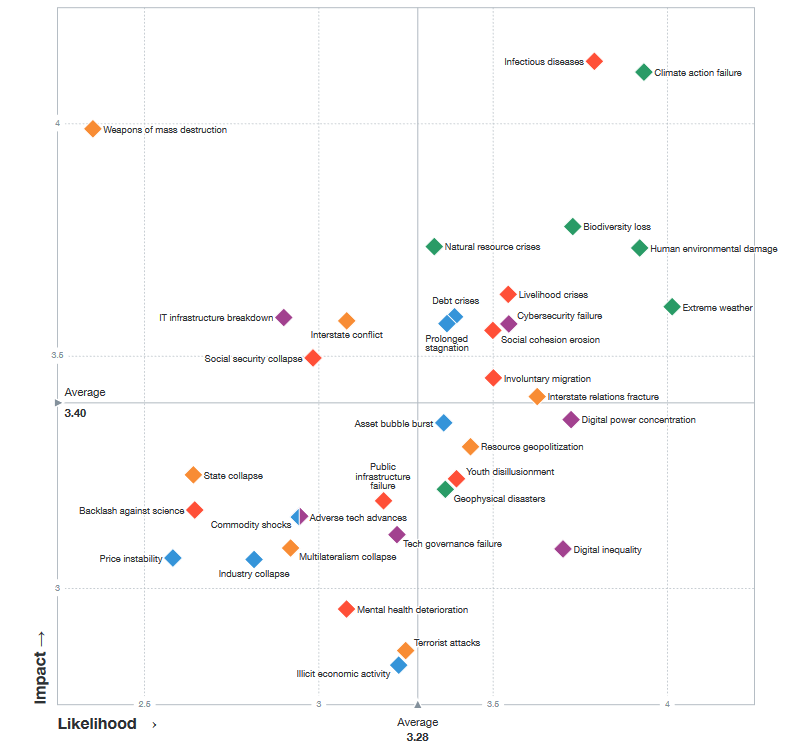 Infectious diseases
Climate action failure
4
Weapons of mass destruction
Biodiversity loss
Natural resource crises
Human environmental damage
Livelihood crises
Debt crises
Extreme weather
IT infrastructure breakdown
Cybersecurity failure
Interstate conflict
Prolonged
stagnation
Social cohesion erosion
3.5
Social security collapse
Involuntary migration
Average
Interstate relations fracture
3.40
Digital power concentration
Asset bubble burst
Resource geopolitization
Public
infrastructure
failure
Youth disillusionment
State collapse
Geophysical disasters
Backlash against science
Commodity shocks
Adverse tech advances
Tech governance failure
Digital inequality
Price instability
Multilateralism collapse
Industry collapse
3
Mental health deterioration
Terrorist attacks
Illicit economic activity
Impact →
2.5
3
3.5
4
Likelihood ›
Average
3.28